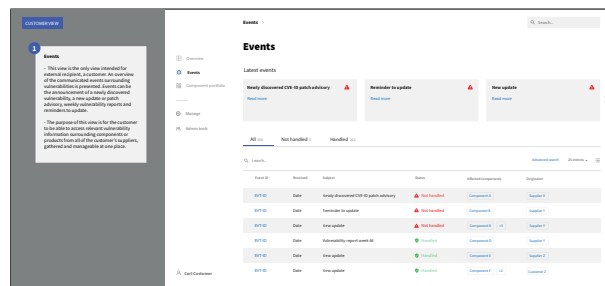 CUSTOMER VIEW
1
Events
- This view is the only view intended for
external recipient, a customer. An overview
of the communicated events surrounding
vulnerabilities is presented. Events can be
the announcement of a newly discovered
vulnerability, a new update or patch
advisory, weekly vulnerability reports and
reminders to update.
- The purpose of this view is for the customer
to be able to access relevant vulnerability
information surrounding components or
products from all of the customer's suppliers,
gathered and manageable at one place.
Overview
Events
Component portfolio
Manage
Admin tools
Carl Customer
Events
Search...
Events
Latest events
Newly discovered CVE-ID patch advisory
Read more
Reminder to update
Read more
New update
Read more
All
Not handled
Handled
Search...
Advanced search
25 entries
Event ID Received Subject Status Affected components Originator
EVT-ID Date Newly discovered CVE-ID patch advisory Not handled Component A Supplier X
EVT-ID Date Reminder to update Not handled Component B Supplier Y
EVT-ID Date New update Not handled Component B +2 Supplier Y
EVT-ID Date Vulnerability report week 46 Handled Component D Supplier Y
EVT-ID Date New update Handled Component E Supplier Z
EVT-ID Date New update Handled Component F +2 Customer Z